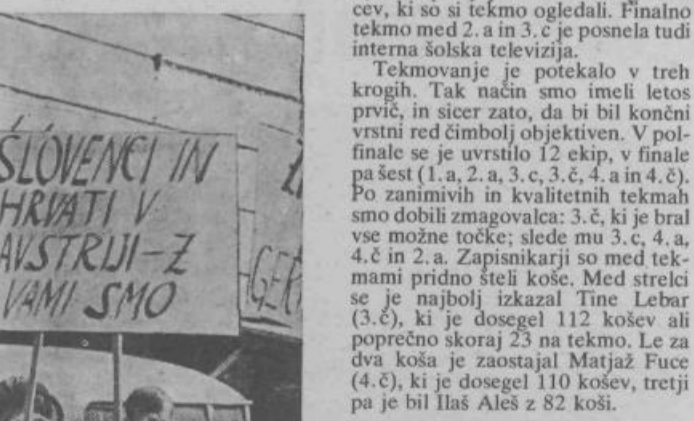 SLOVENCI IN
HRVATI V
AVSTRIJI-Z
VAMI SMO
cev, ki so si tekmo ogledali. Finalno
tekmo med 2. a in 3. c je posnela tudi
interna šolska televizija.
Tekmovanje je potekalo v treh
krogih. Tak način smo imeli letos
prvič, in sicer zato, da bi bil končni
vrstni red čimbolj objektiven. V pol-
finale se je uvrstilo 12 ekip, v finale
pa šest (1. a, 2. a, 3. c, 3. č, 4. a in 4. č).
Po zanimivih in kvalitetnih tekmah
smo dobili zmagovalca: 3. č, ki je bral
vse možne točke; slede mu 3. c, 4. a,
4. č in 2. a. Zapisnikarji so med tek-
mami pridno šteli koše. Med strelci
se je najbolj izkazal Tine Lebar
(3. č), ki je dosegel 112 košev ali
poprečno skoraj 23 na tekmo. Le za
dva koša je zaostajal Matjaž Fuce
(4. č), ki je dosegel 110 košev, tretji
pa je bil Ilaš Aleš z 82 koši.